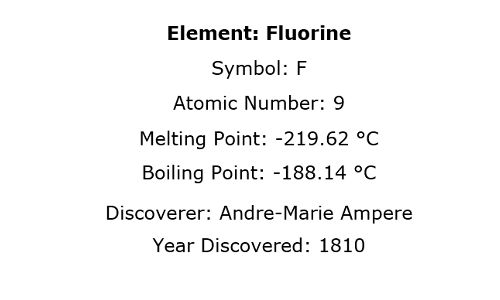 Element: Fluorine
Symbol: F
Atomic Number: 9
Melting Point: -219.62 °C
Boiling Point: -188.14 °C
Discoverer: Andre-Marie Ampere
Year Discovered: 1810